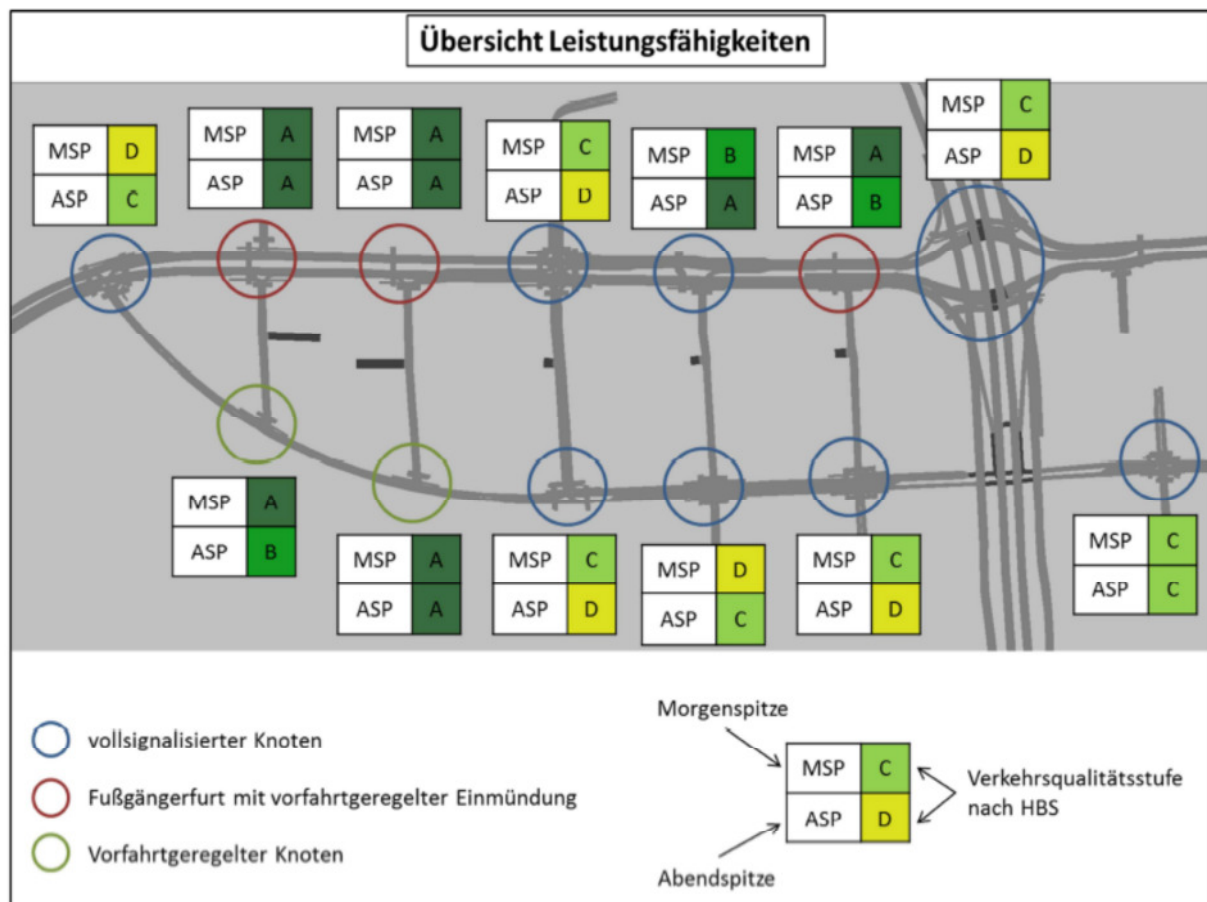 Übersicht Leistungsfähigkeiten
MSP D
ASP C
MSP A
ASP A
MSP A
ASP A
MSP C
ASP D
MSP B
ASP A
MSP A
ASP B
MSP C
ASP D
MSP A
ASP B
MSP A
ASP A
MSP C
ASP D
MSP D
ASP C
MSP C
ASP D
MSP C
ASP C
vollsignalisierter Knoten
Fußgängerfurt mit vorfahrtgeregelter Einmündung
Vorfahrtgeregelter Knoten
Morgenspitze
MSP C
ASP D
Abendspitze
Verkehrsqualitätsstufe
nach HBS